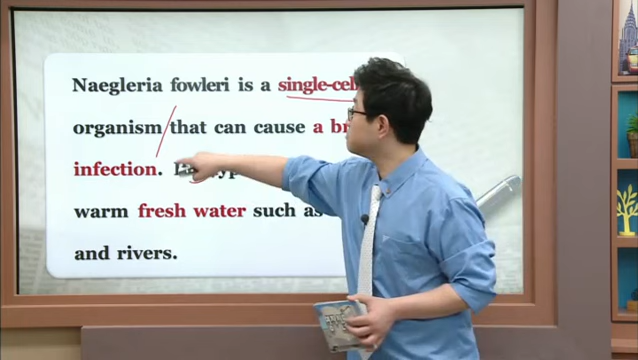 Naegleria fowleri is a
organism that can cause a
infection.
warm fresh water such as
and rivers.